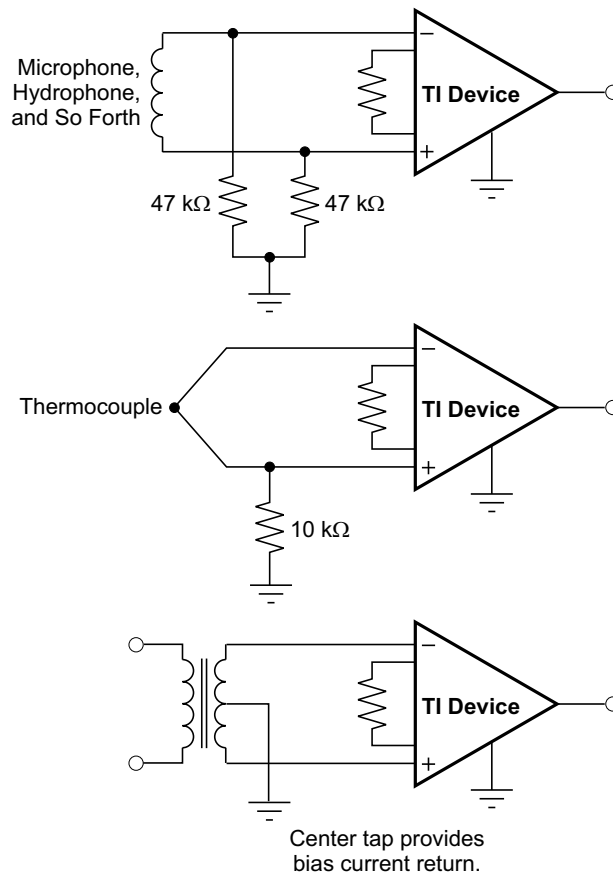 Microphone,
Hydrophone,
and So Forth
−
TI Device
+
47 kΩ
47 kΩ
Thermocouple
−
TI Device
+
10 kΩ
−
TI Device
+
Center tap provides
bias current return.